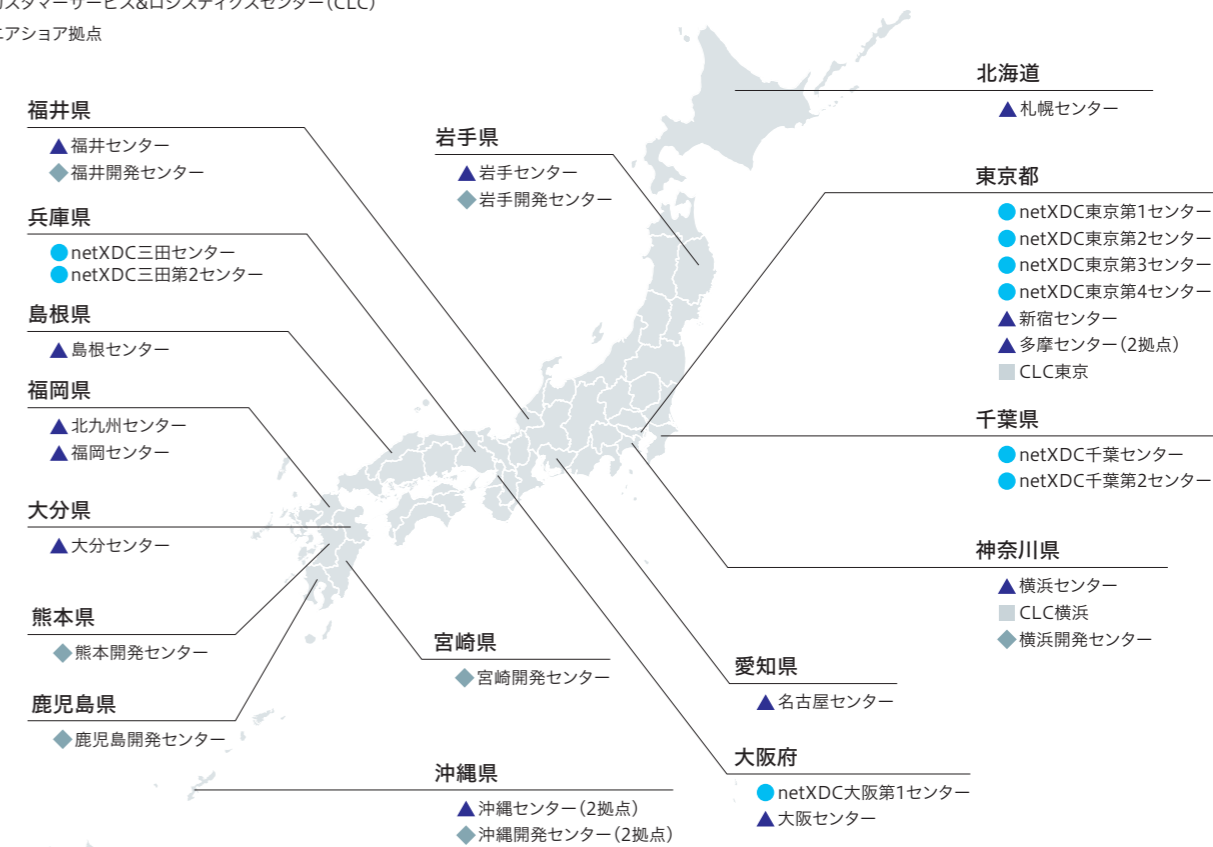 カスタマーサービス&ロジスティクスセンター(CLC)
ニアショア拠点
福井県
▲福井センター
◆福井開発センター
兵庫県
●netXDC三田センター
●netXDC三田第2センター
島根県
▲島根センター
福岡県
▲北九州センター
▲福岡センター
大分県
▲大分センター
熊本県
◆熊本開発センター
鹿児島県
◆鹿児島開発センター
岩手県
▲岩手センター
◆岩手開発センター
宮崎県
◆宮崎開発センター
沖縄県
▲沖縄センター(2拠点)
◆沖縄開発センター(2拠点)
北海道
▲札幌センター
東京都
●netXDC東京第1センター
●netXDC東京第2センター
●netXDC東京第3センター
●netXDC東京第4センター
▲新宿センター
▲多摩センター(2拠点)
■CLC東京
千葉県
●netXDC千葉センター
●netXDC千葉第2センター
神奈川県
▲横浜センター
■CLC横浜
◆横浜開発センター
愛知県
▲名古屋センター
大阪府
●netXDC大阪第1センター
▲大阪センター